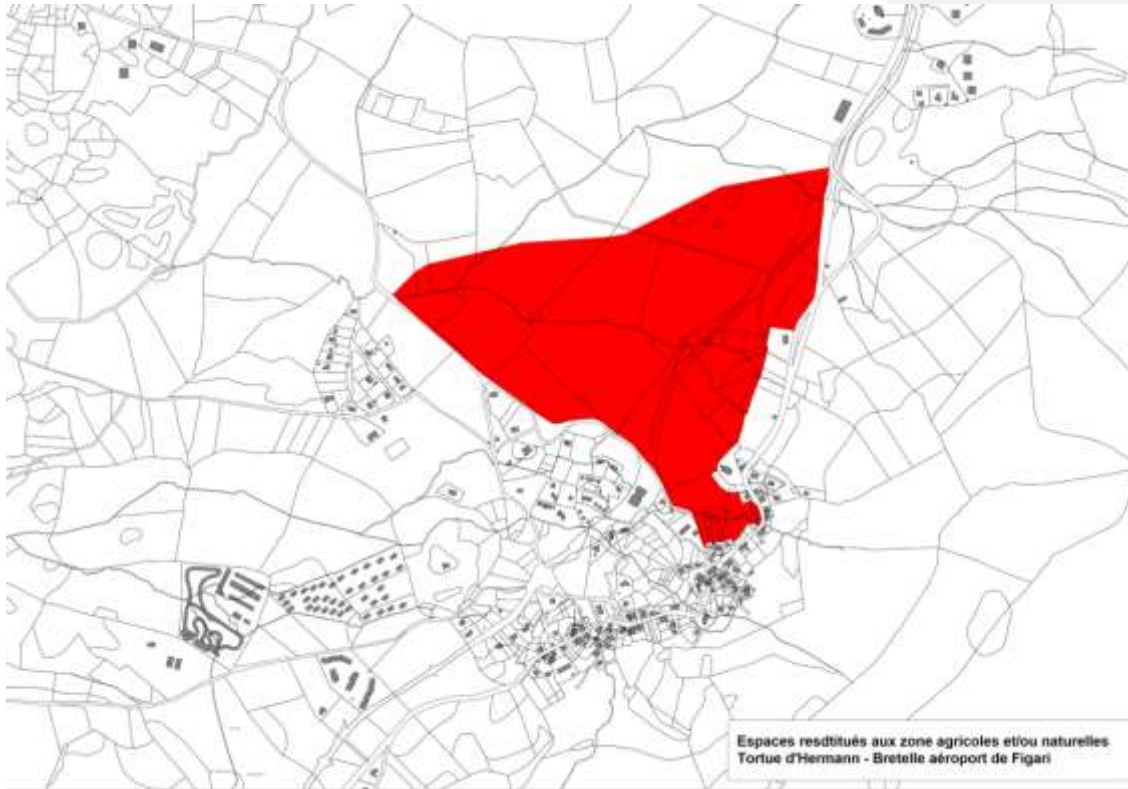 Espaces resdtitués aux zone agricoles et/ou naturelles
Tortue d'Hermann - Bretelle aéroport de Figari